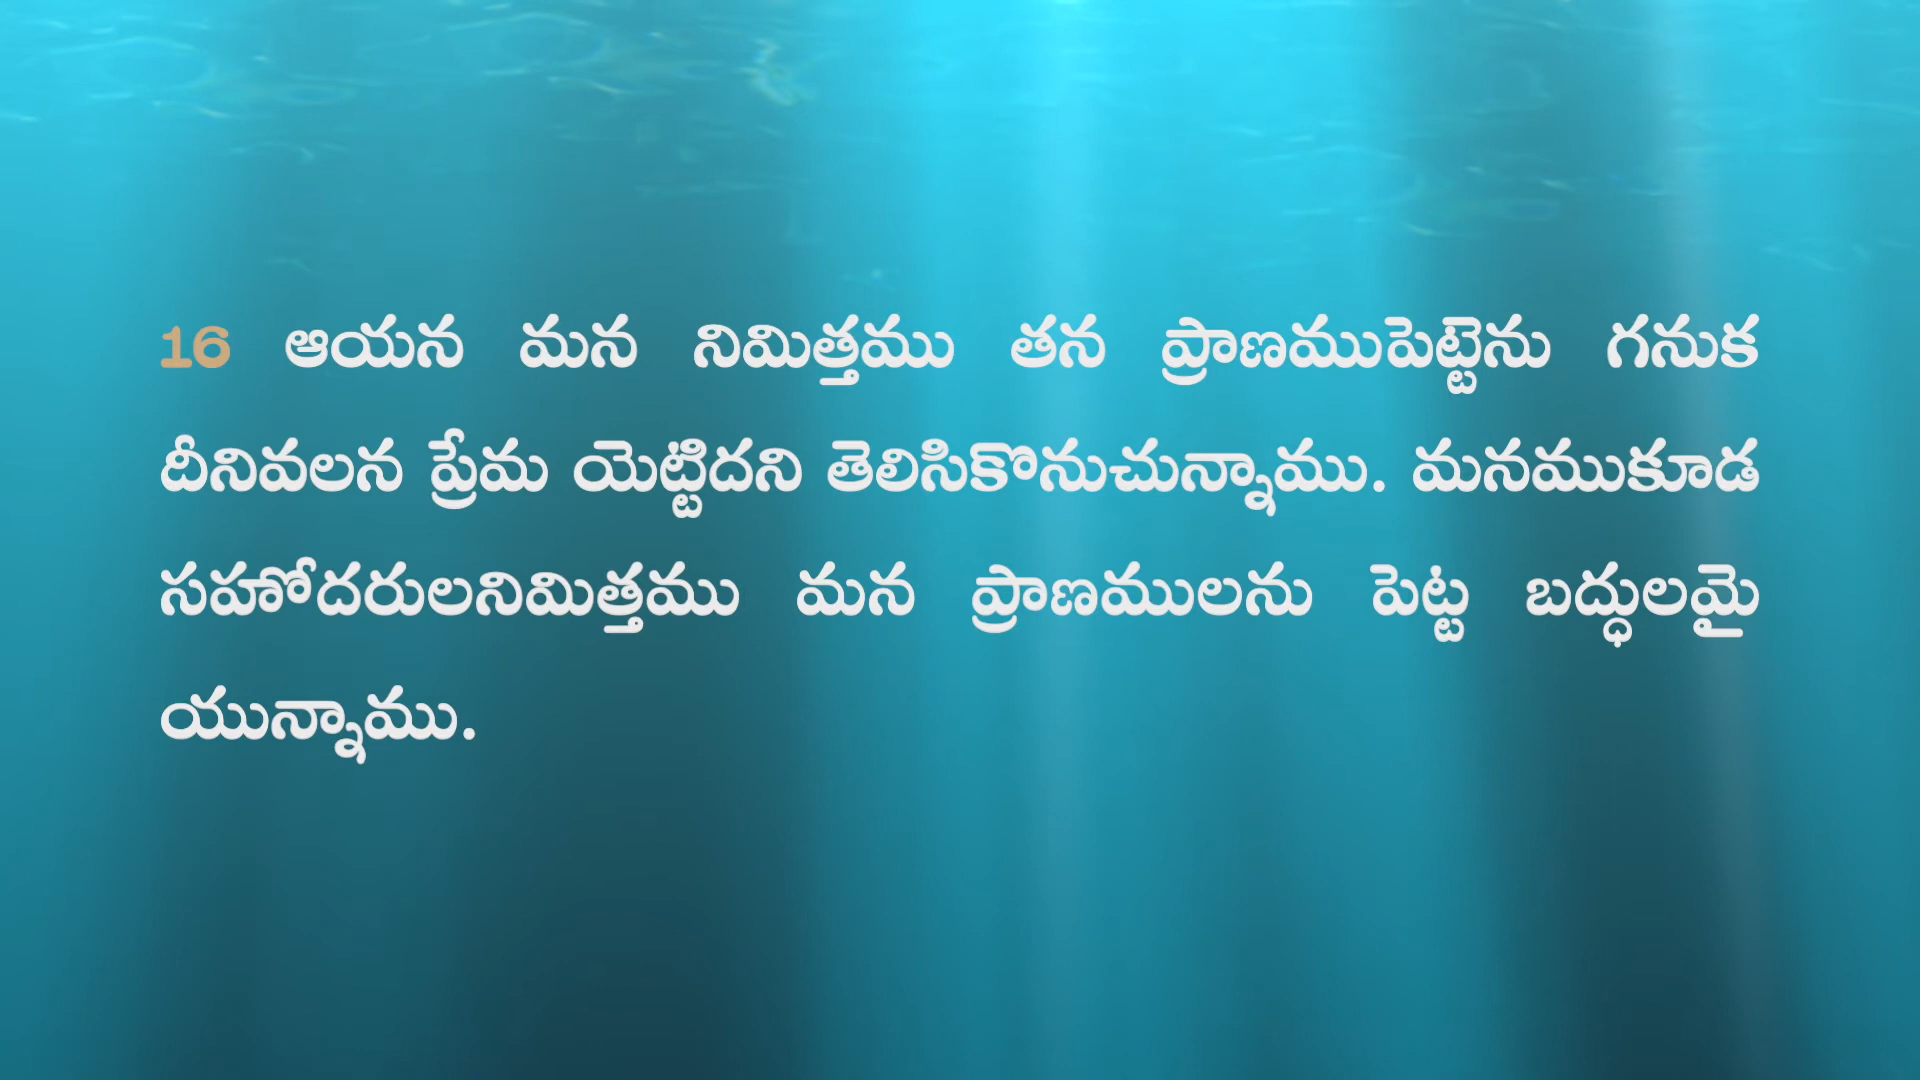 16 ఆయన మన నిమిత్తము తన ప్రాణముపెట్టెను గనుక
దీనివలన ప్రేమ యెట్టిదని తెలిసికొనుచున్నాము. మనముకూడ
సహోదరులనిమిత్తము మన ప్రాణములను పెట్ట బద్ధులమై
యున్నాము.